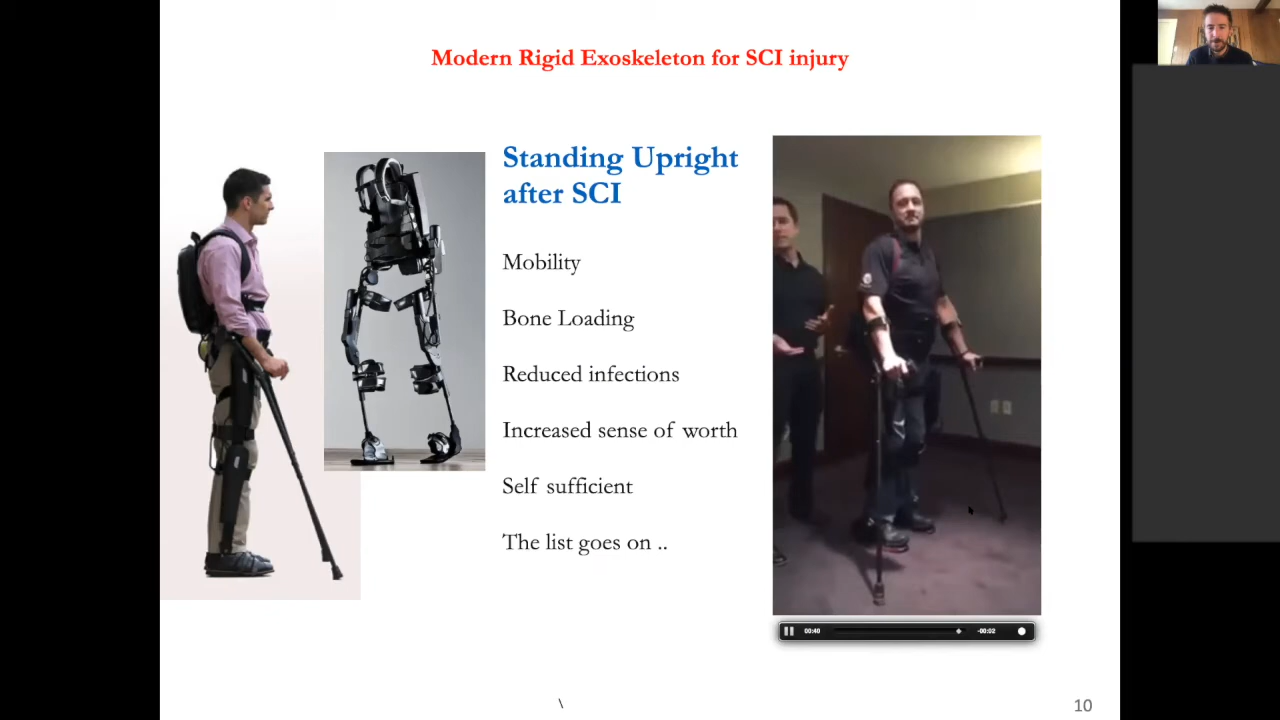 Modern Rigid Exoskeleton for SCI injury
Standing Upright
after SCI
Mobility
Bone Loading
Reduced infections
Increased sense of worth
Self sufficient
The list goes on ..
00:40
-00:02
\
10